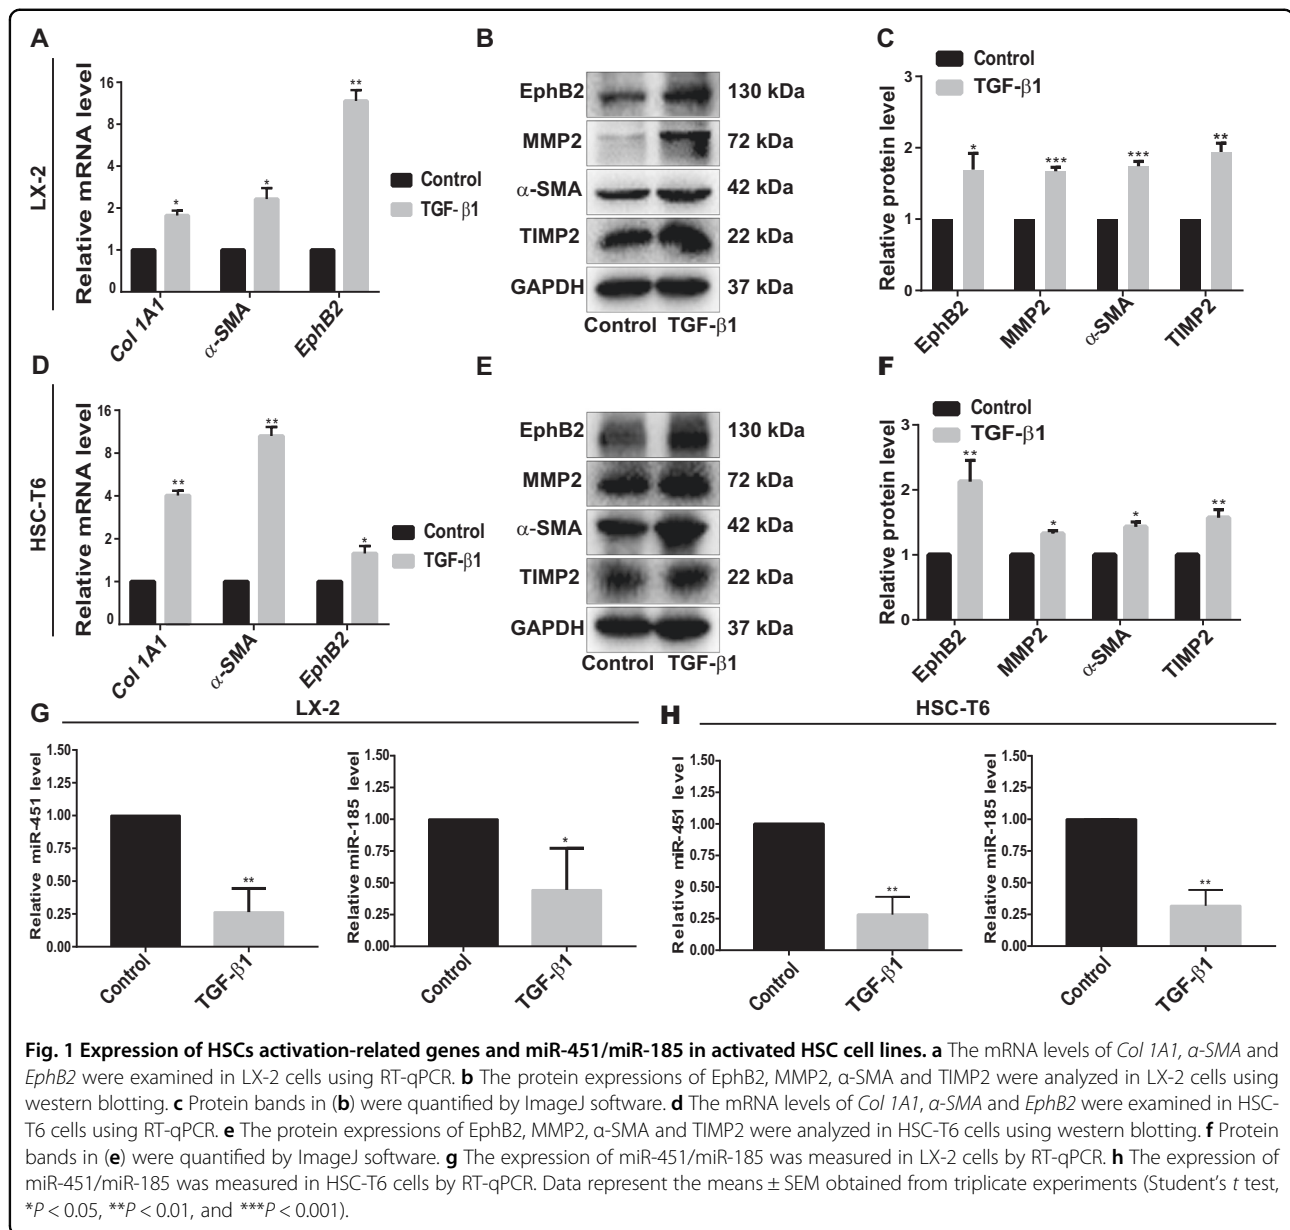 A
LX-2
Relative mRNA level
16
8
4
2
1
0
* * **
Control
TGF-β1
Col 1A1 α-SMA EphB2
B
EphB2 130 kDa
MMP2 72 kDa
α-SMA 42 kDa
TIMP2 22 kDa
GAPDH 37 kDa
Control TGF-β1
C
Control
TGF-β1
Relative protein level
3
2
1
0
* *** *** **
EphB2 MMP2 α-SMA TIMP2
D
HSC-T6
Relative mRNA level
16
8
4
2
1
0
** ** *
Control
TGF-β1
Col 1A1 α-SMA EphB2
E
EphB2 130 kDa
MMP2 72 kDa
α-SMA 42 kDa
TIMP2 22 kDa
GAPDH 37 kDa
Control TGF-β1
F
Control
TGF-β1
Relative protein level
3
2
1
0
** * * **
EphB2 MMP2 α-SMA TIMP2
G LX-2
Relative miR-451 level
1.50
1.25
1.00
0.75
0.50
0.25
0.00
**
Control TGF-β1
Relative miR-185 level
1.50
1.25
1.00
0.75
0.50
0.25
0.00
*
Control TGF-β1
H HSC-T6
Relative miR-451 level
1.50
1.25
1.00
0.75
0.50
0.25
0.00
**
Control TGF-β1
Relative miR-185 level
1.50
1.25
1.00
0.75
0.50
0.25
0.00
**
Control TGF-β1
Fig. 1 Expression of HSCs activation-related genes and miR-451/miR-185 in activated HSC cell lines. a The mRNA levels of Col 1A1, α-SMA and
EphB2 were examined in LX-2 cells using RT-qPCR. b The protein expressions of EphB2, MMP2, α-SMA and TIMP2 were analyzed in LX-2 cells using
western blotting. c Protein bands in (b) were quantified by ImageJ software. d The mRNA levels of Col 1A1, α-SMA and EphB2 were examined in HSC-
T6 cells using RT-qPCR. e The protein expressions of EphB2, MMP2, α-SMA and TIMP2 were analyzed in HSC-T6 cells using western blotting. f Protein
bands in (e) were quantified by ImageJ software. g The expression of miR-451/miR-185 was measured in LX-2 cells by RT-qPCR. h The expression of
miR-451/miR-185 was measured in HSC-T6 cells by RT-qPCR. Data represent the means ± SEM obtained from triplicate experiments (Student's t test,
*P < 0.05, **P < 0.01, and ***P < 0.001).